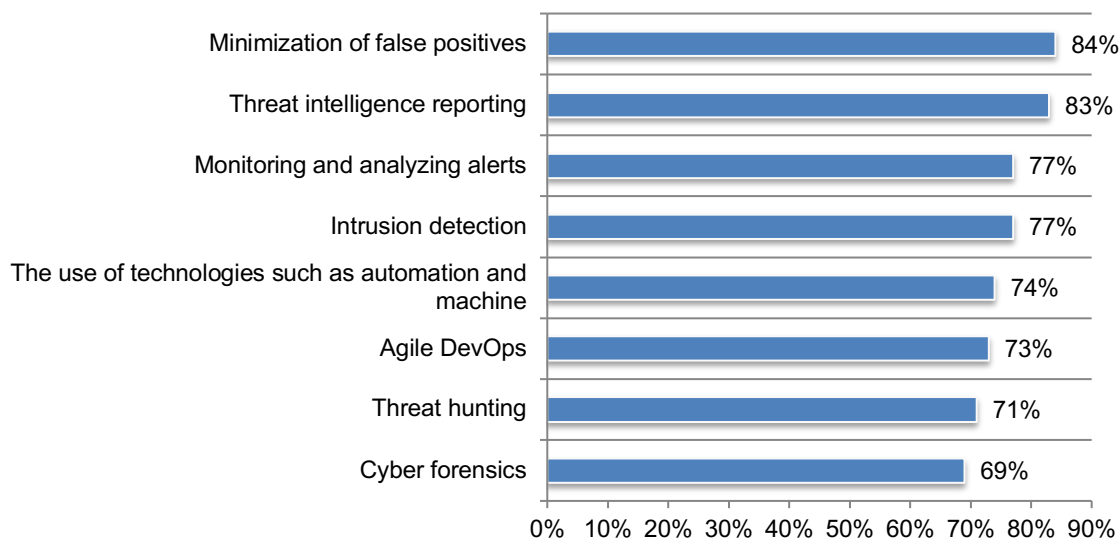 Minimization of false positives 84%
Threat intelligence reporting 83%
Monitoring and analyzing alerts 77%
Intrusion detection 77%
The use of technologies such as automation and
machine 74%
Agile DevOps 73%
Threat hunting 71%
Cyber forensics 69%
0% 10% 20% 30% 40% 50% 60% 70% 80% 90%